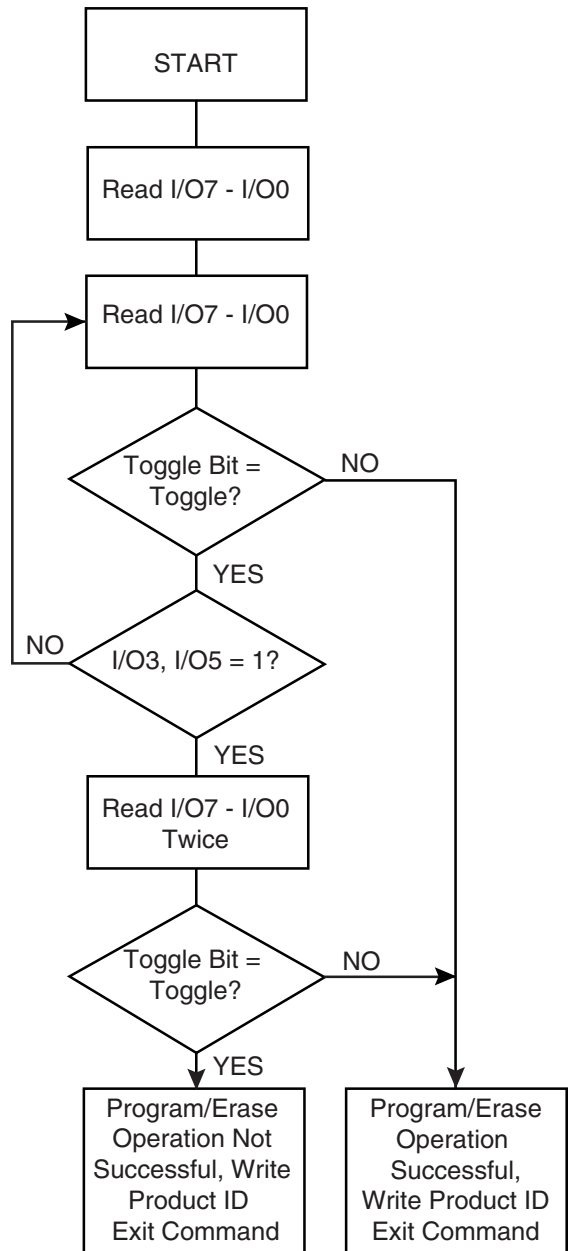 START
Read I/O7 - I/O0
Read I/O7 - I/O0
Toggle Bit =
Toggle?
NO
YES
NO
I/O3, I/O5 = 1?
YES
Read I/O7 - I/O0
Twice
Toggle Bit =
Toggle?
NO
YES
Program/Erase
Operation Not
Successful, Write
Product ID
Exit Command
Program/Erase
Operation
Successful,
Write Product ID
Exit Command